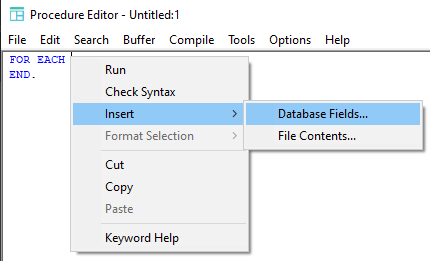 Procedure Editor - Untitled:1
File Edit Search Buffer Compile Tools Options Help
FOR EACH
END.
Run
Check Syntax
Insert
Format Selection
Cut
Copy
Paste
Keyword Help
Database Fields...
File Contents...